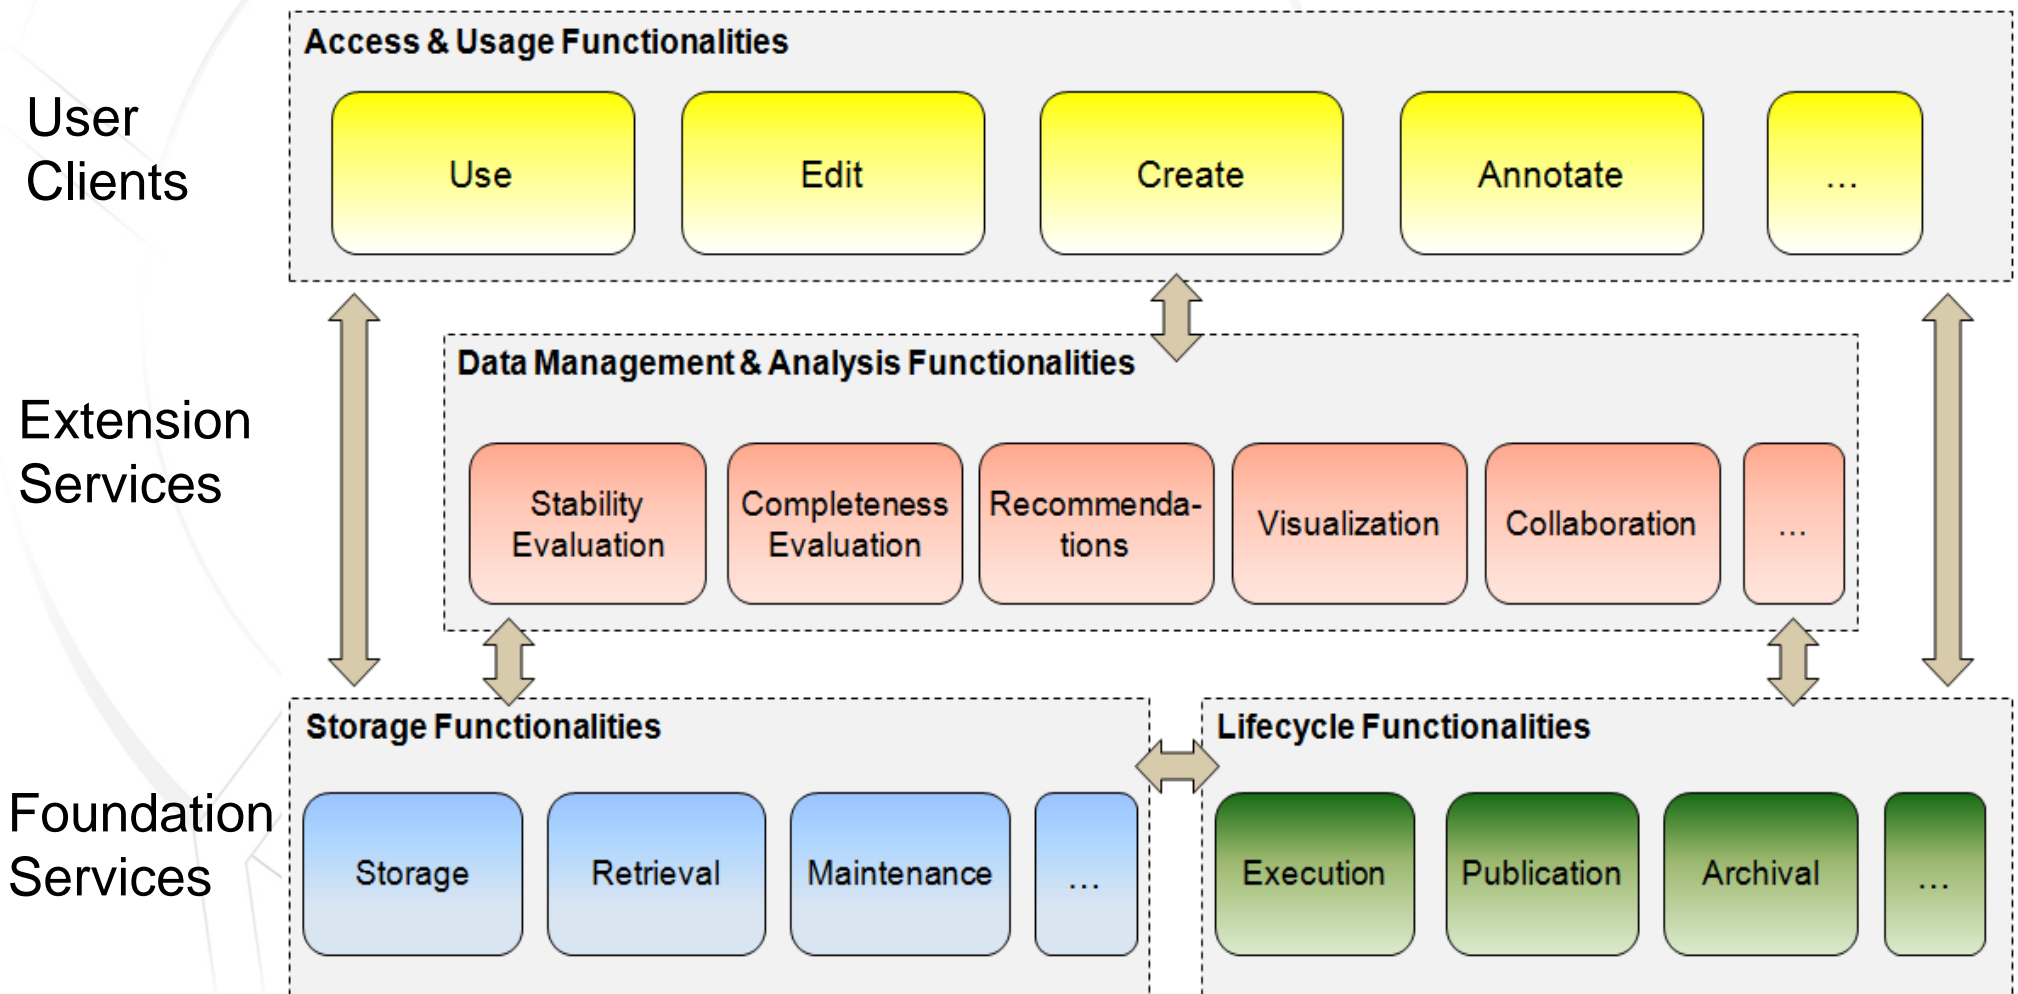 Access & Usage Functionalities
User
Clients
Use
Edit
Create
Annotate
...
Data Management & Analysis Functionalities
Extension
Services
Stability
Evaluation
Completeness
Evaluation
Recommenda-
tions
Visualization
Collaboration
...
Storage Functionalities
Lifecycle Functionalities
Foundation
Services
Storage
Retrieval
Maintenance
...
Execution
Publication
Archival
...